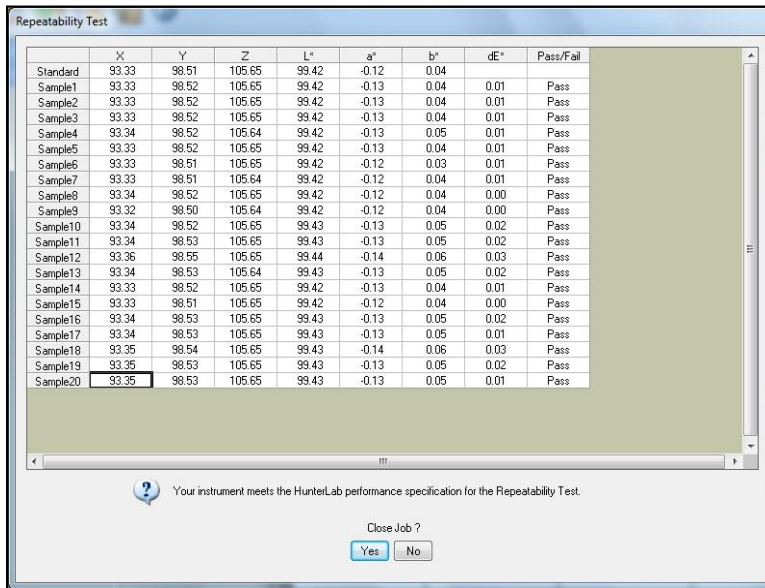 Repeatability Test
X Y Z L* a* b* dE* Pass/Fail
Standard 93.33 98.51 105.65 99.42 -0.12 0.04
Sample1 93.33 98.52 105.65 99.42 -0.13 0.04 0.01 Pass
Sample2 93.33 98.52 105.65 99.42 -0.13 0.04 0.01 Pass
Sample3 93.33 98.52 105.65 99.42 -0.13 0.04 0.01 Pass
Sample4 93.34 98.52 105.64 99.42 -0.13 0.05 0.01 Pass
Sample5 93.33 98.52 105.65 99.42 -0.13 0.04 0.01 Pass
Sample6 93.33 98.51 105.65 99.42 -0.12 0.03 0.01 Pass
Sample7 93.33 98.51 105.64 99.42 -0.12 0.04 0.01 Pass
Sample8 93.34 98.52 105.65 99.42 -0.12 0.04 0.00 Pass
Sample9 93.32 98.50 105.64 99.42 -0.12 0.04 0.00 Pass
Sample10 93.34 98.52 105.65 99.43 -0.13 0.05 0.02 Pass
Sample11 93.34 98.53 105.65 99.43 -0.13 0.05 0.02 Pass
Sample12 93.36 98.55 105.65 99.44 -0.14 0.06 0.03 Pass
Sample13 93.34 98.53 105.64 99.43 -0.13 0.05 0.02 Pass
Sample14 93.33 98.52 105.65 99.42 -0.13 0.04 0.01 Pass
Sample15 93.33 98.51 105.65 99.42 -0.12 0.04 0.00 Pass
Sample16 93.34 98.53 105.65 99.43 -0.13 0.05 0.02 Pass
Sample17 93.34 98.53 105.65 99.43 -0.13 0.05 0.01 Pass
Sample18 93.35 98.54 105.65 99.43 -0.14 0.06 0.03 Pass
Sample19 93.35 98.53 105.65 99.43 -0.13 0.05 0.02 Pass
Sample20 93.35 98.53 105.65 99.43 -0.13 0.05 0.01 Pass
Your instrument meets the HunterLab performance specification for the Repeatability Test.
Close Job ?
Yes No